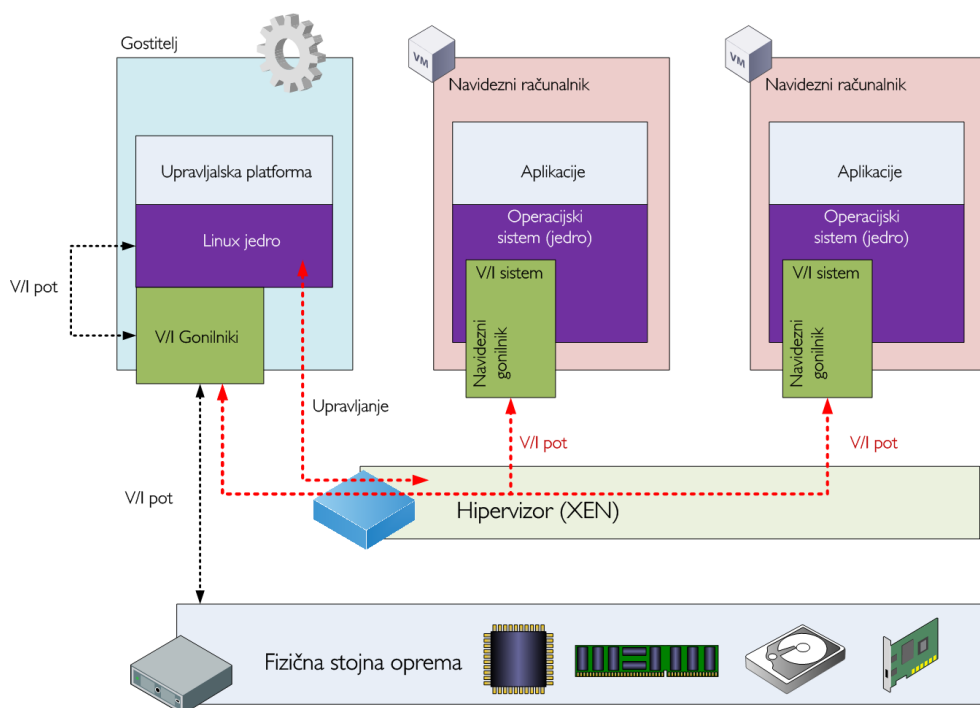 Gostitelj
Upravljalska platforma
Linux jedro
V/I pot
V/I Gonilniki
Upravljanje
V/I pot
VM
Navidezni računalnik
Aplikacije
Operacijski
sistem (jedro)
V/I sistem
Navidezni
gonilnik
V/I pot
VM
Navidezni računalnik
Aplikacije
Operacijski
sistem (jedro)
V/I sistem
Navidezni
gonilnik
V/I pot
Hipervizor (XEN)
Fizična stojna oprema